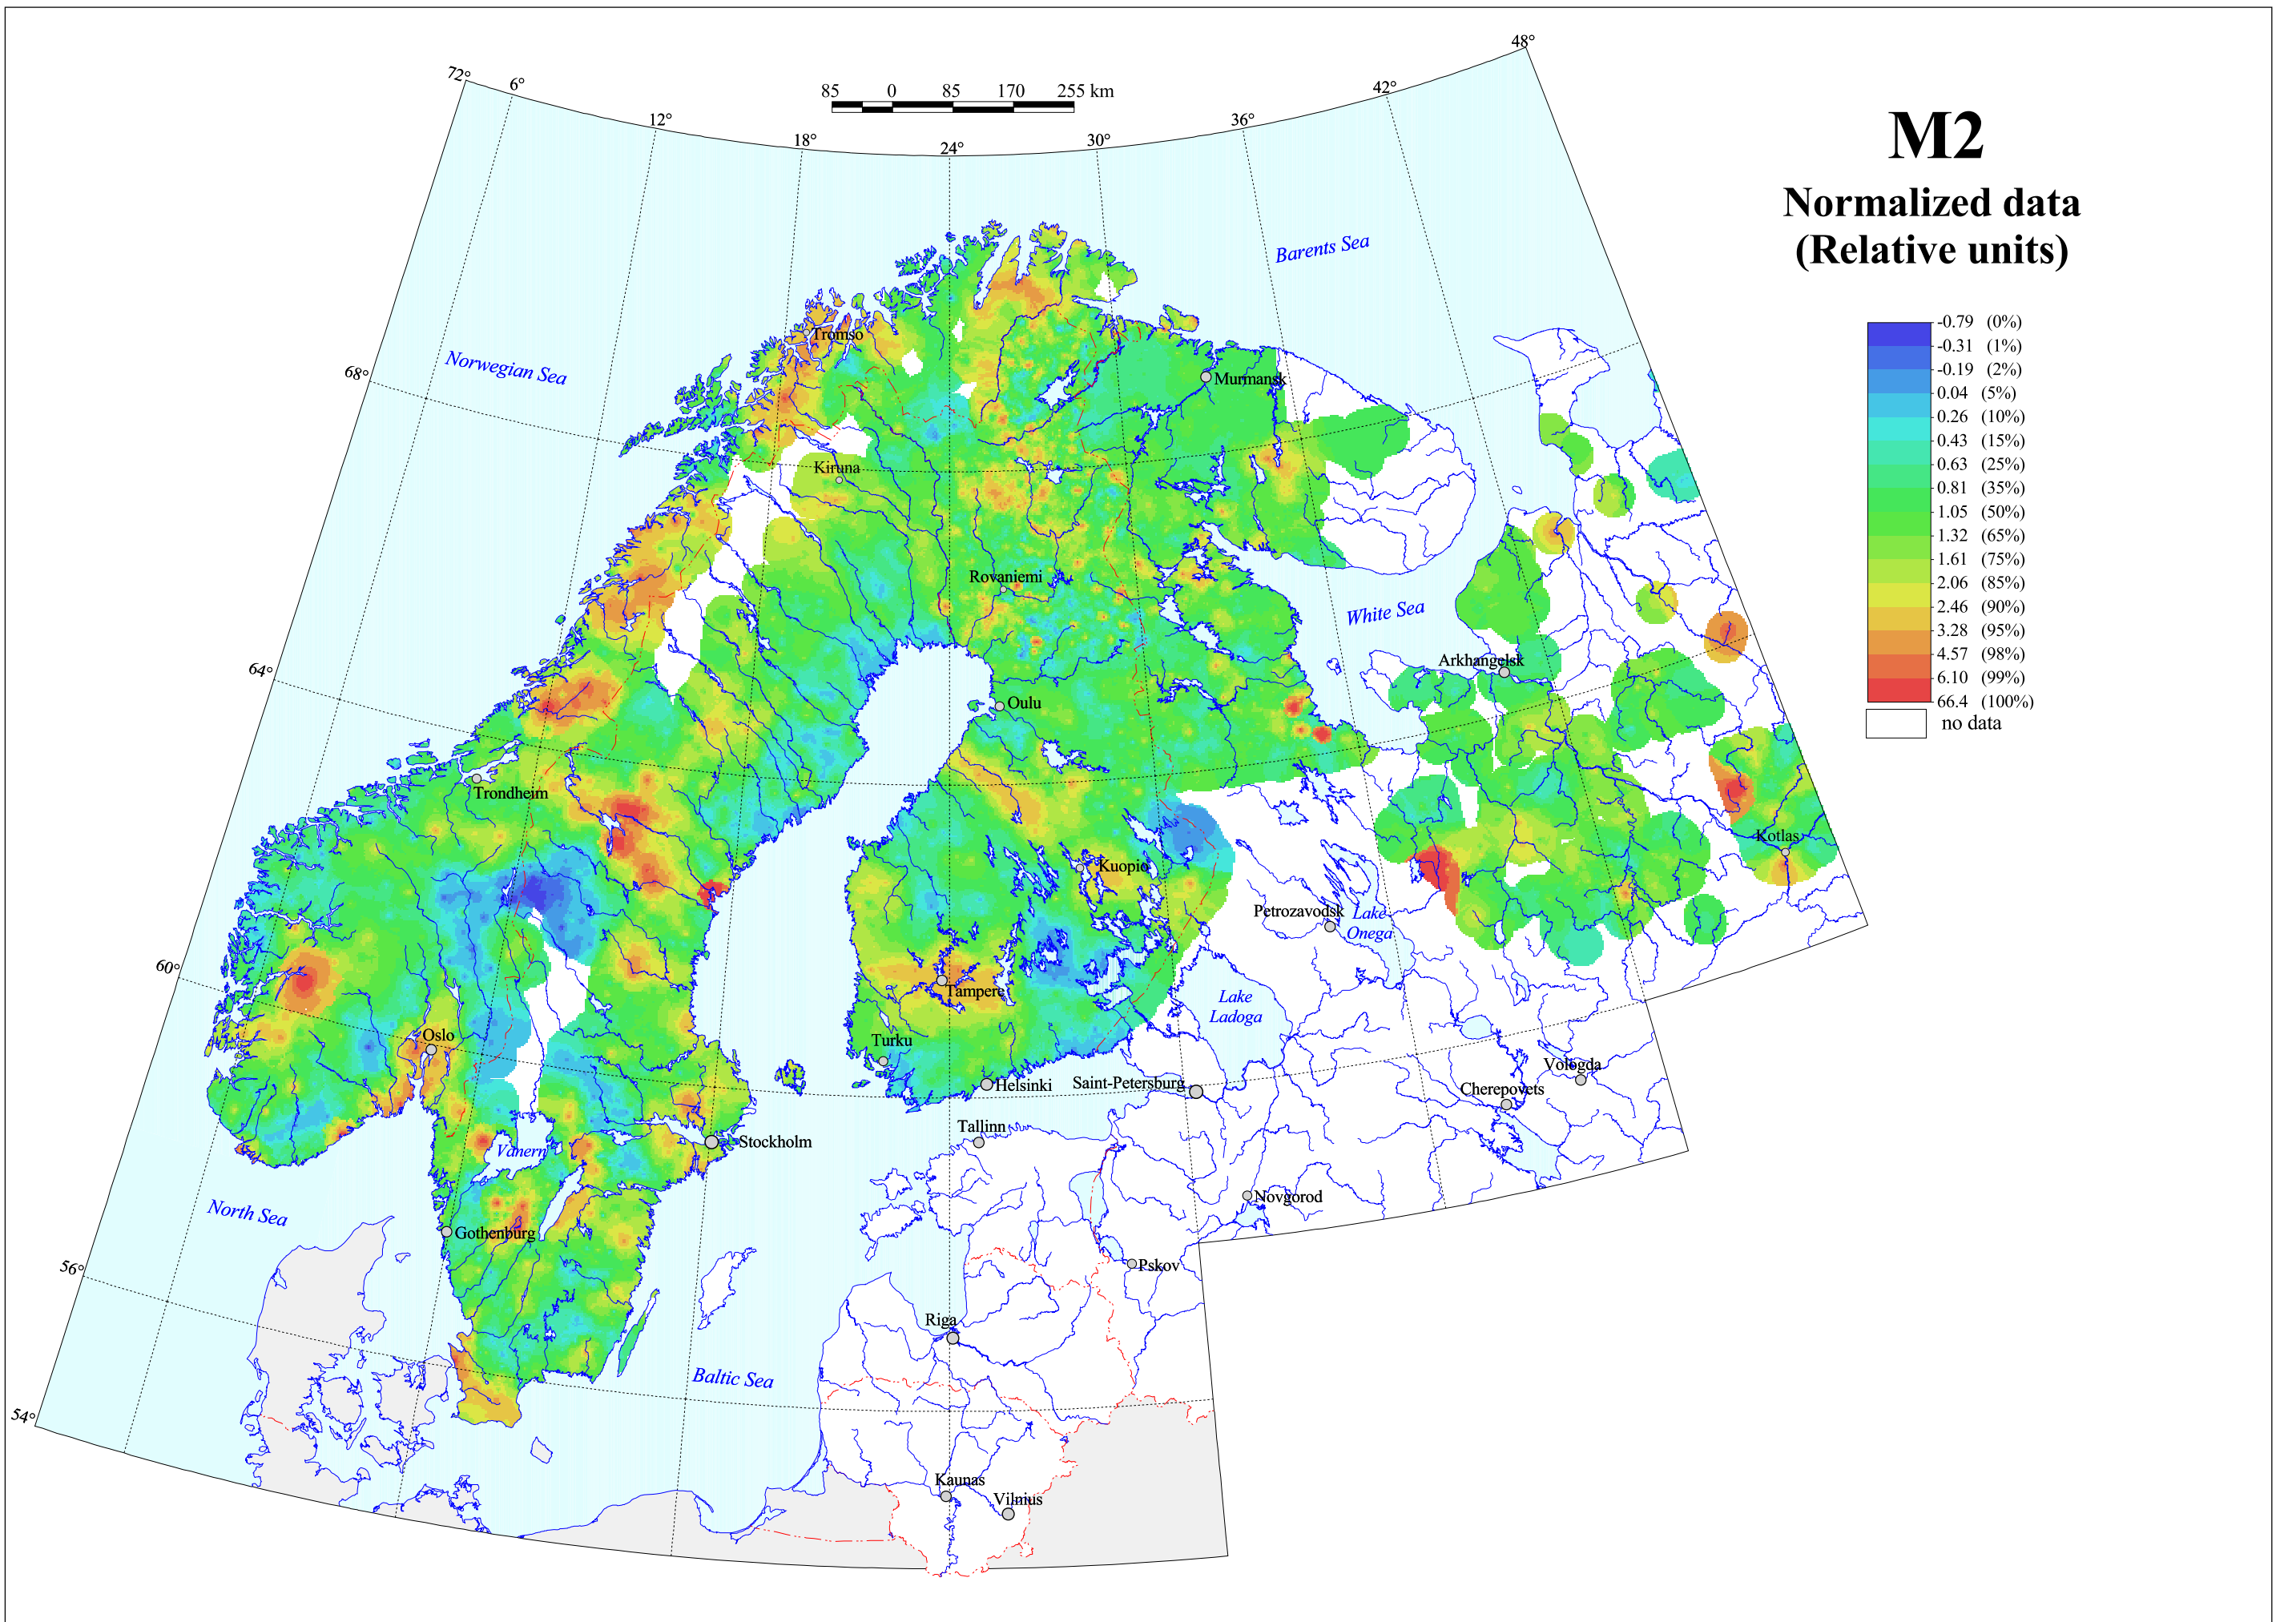 48°
72°
6°
42°
85 0 85 170 255 km
12°
36°
18°
30°
24°
M2
Normalized data
(Relative units)
Barents Sea
-0.79 (0%)
-0.31 (1%)
-0.19 (2%)
0.04 (5%)
0.26 (10%)
0.43 (15%)
0.63 (25%)
0.81 (35%)
1.05 (50%)
1.32 (65%)
1.61 (75%)
2.06 (85%)
2.46 (90%)
3.28 (95%)
4.57 (98%)
6.10 (99%)
66.4 (100%)
no data
Tromso
Norwegian Sea
68°
Murmansk
Kiruna
Rovaniemi
White Sea
Arkhangelsk
64°
Oulu
Trondheim
Kotlas
Kuopio
Petrozavodsk
Lake
Onega
60°
Tampere
Lake
Ladoga
Oslo
Turku
Vologda
Helsinki
Saint-Petersburg
Cherepovets
Tallinn
Stockholm
Vanern
Novgorod
North Sea
Gothenburg
Pskov
56°
Riga
Baltic Sea
54°
Kaunas
Vilnius